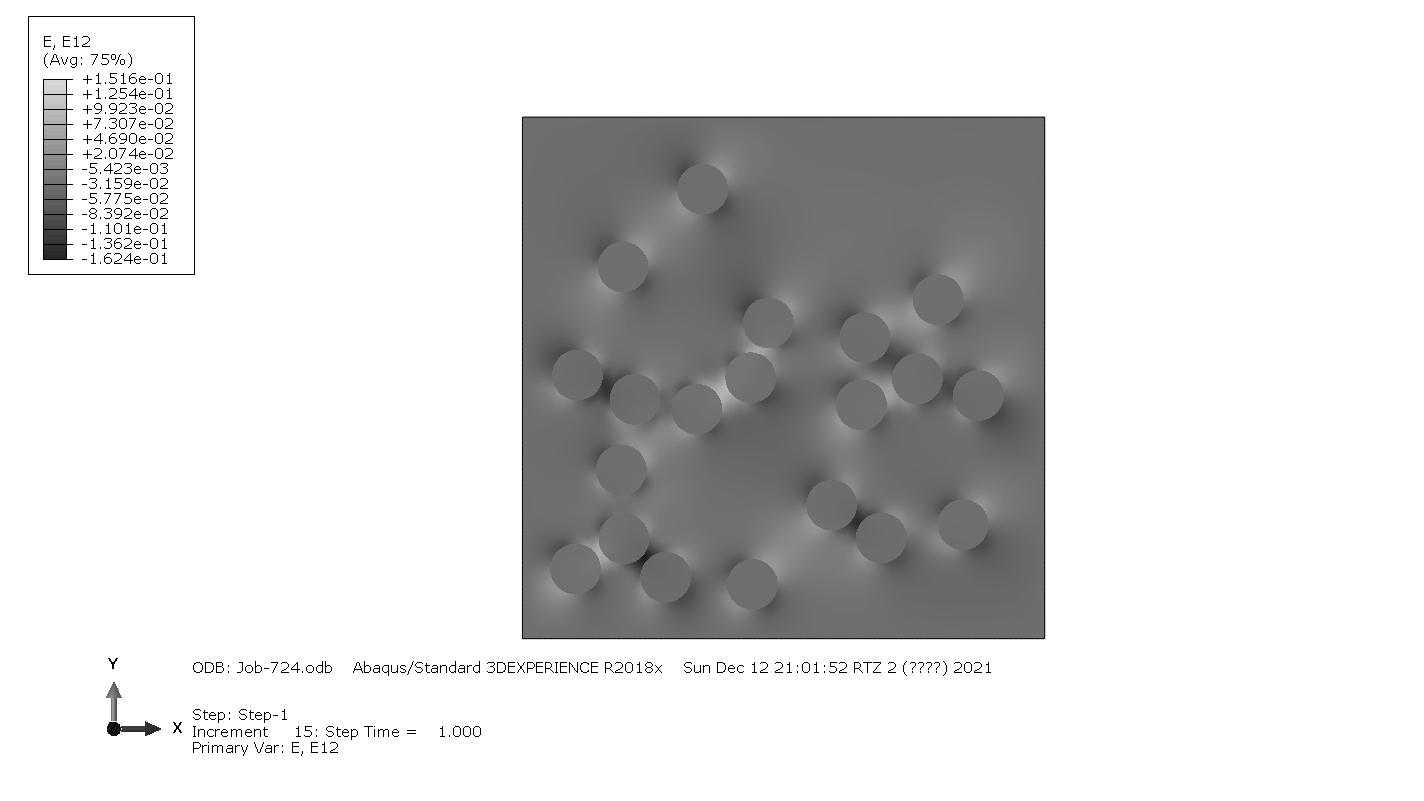 E, E12
(Avg: 75%)
+1.516e-01
+1.254e-01
+9.923e-02
+7.307e-02
+4.690e-02
+2.074e-02
-5.423e-03
-3.159e-02
-5.775e-02
-8.392e-02
-1.101e-01
-1.362e-01
-1.624e-01
Y
X
ODB: Job-724.odb Abaqus/Standard 3DEXPERIENCE R2018x Sun Dec 12 21:01:52 RTZ 2 (????) 2021
Step: Step-1
Increment 15: Step Time = 1.000
Primary Var: E, E12